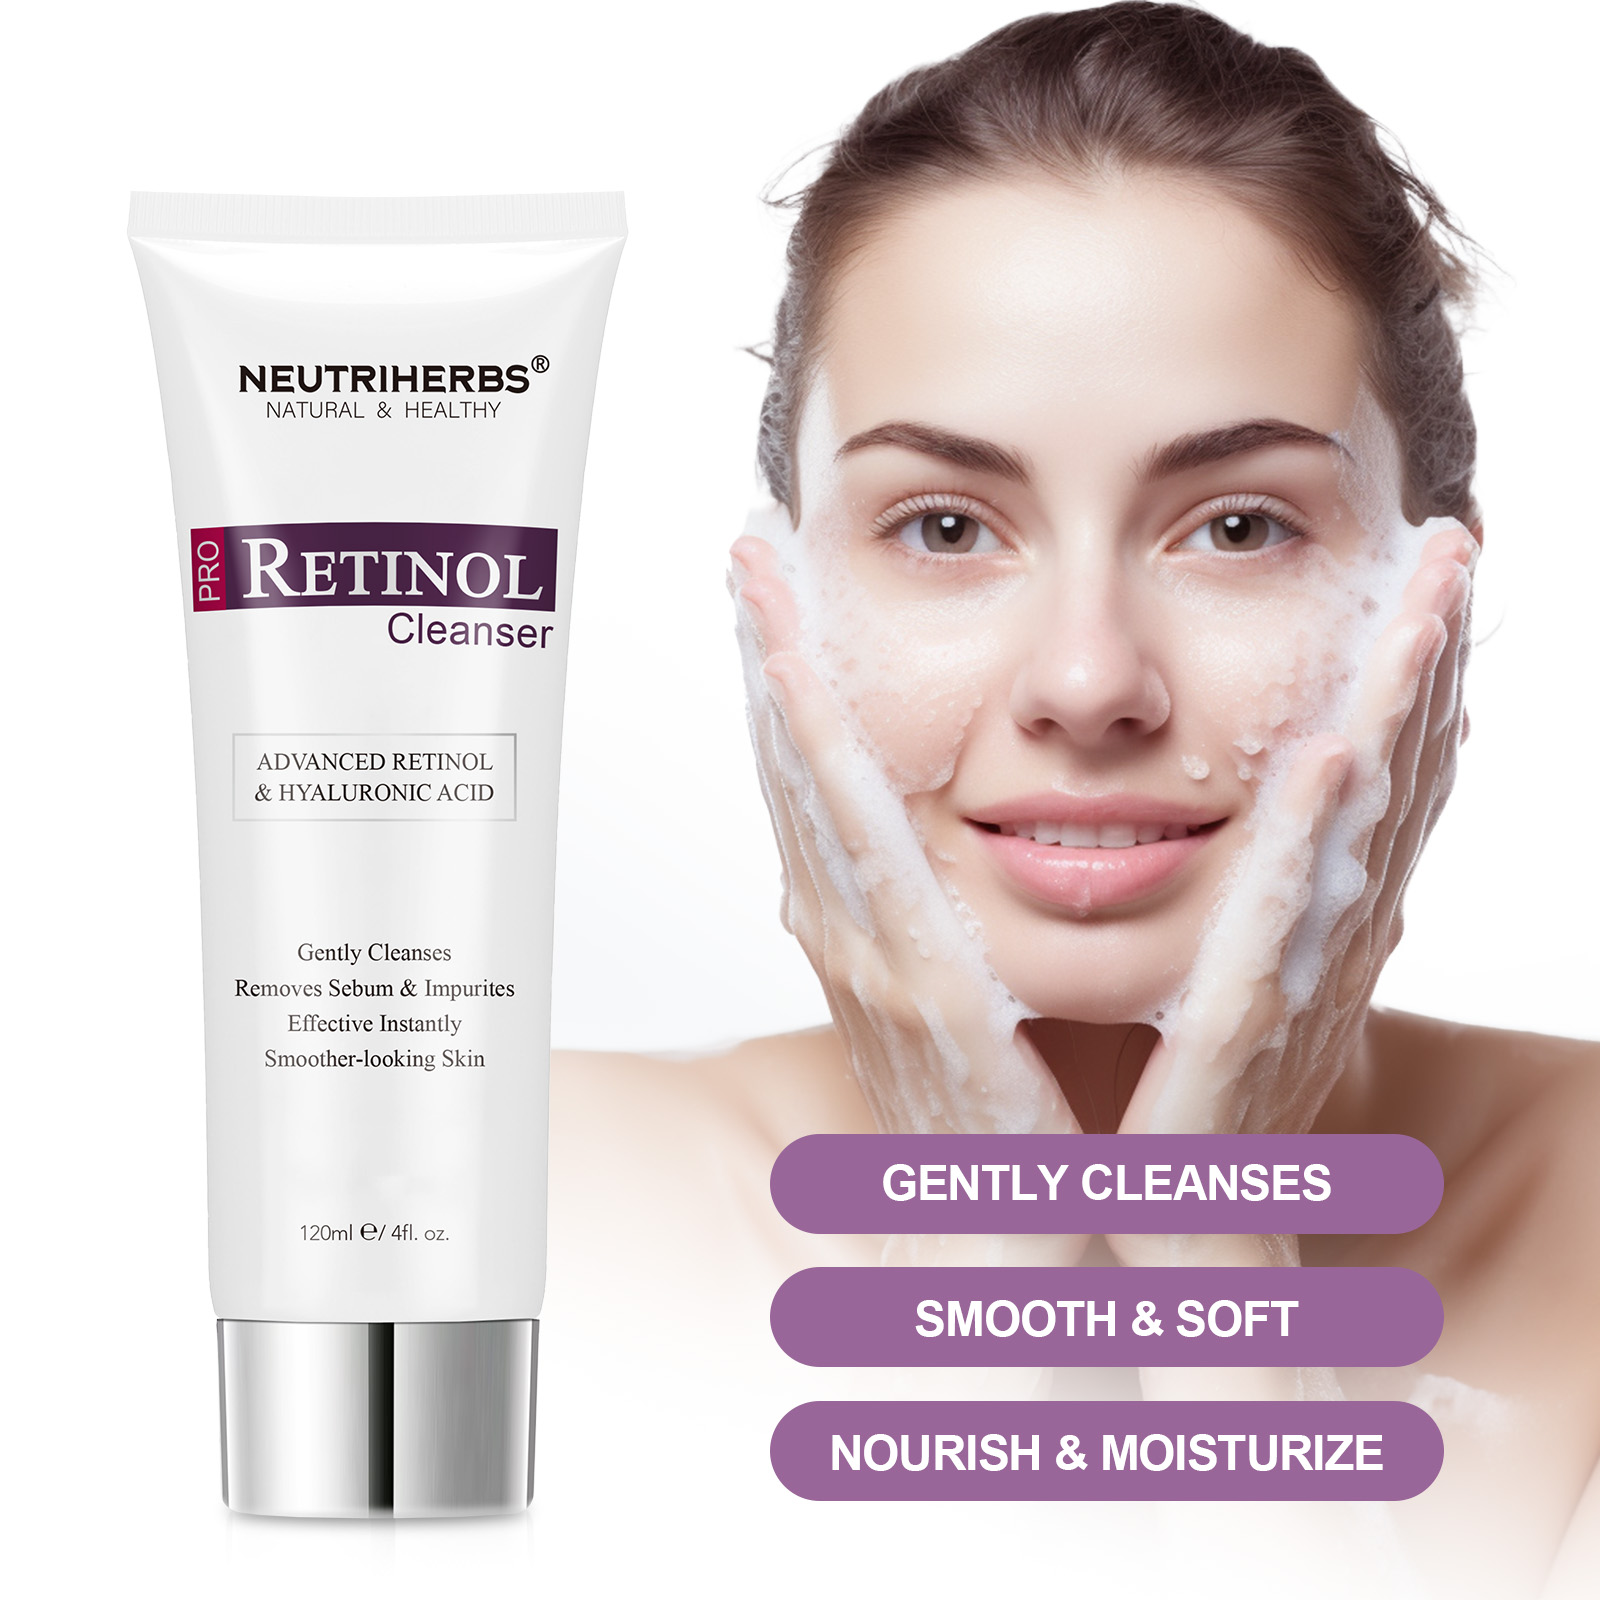 NEUTRIHERBS®
NATURAL & HEALTHY
PRO
RETINOL
Cleanser
ADVANCED RETINOL
& HYALURONIC ACID
Gently Cleanses
Removes Sebum & Impurites
Effective Instantly
Smoother-looking Skin
120ml ℮/ 4fl. oz.
GENTLY CLEANSES
SMOOTH & SOFT
NOURISH & MOISTURIZE